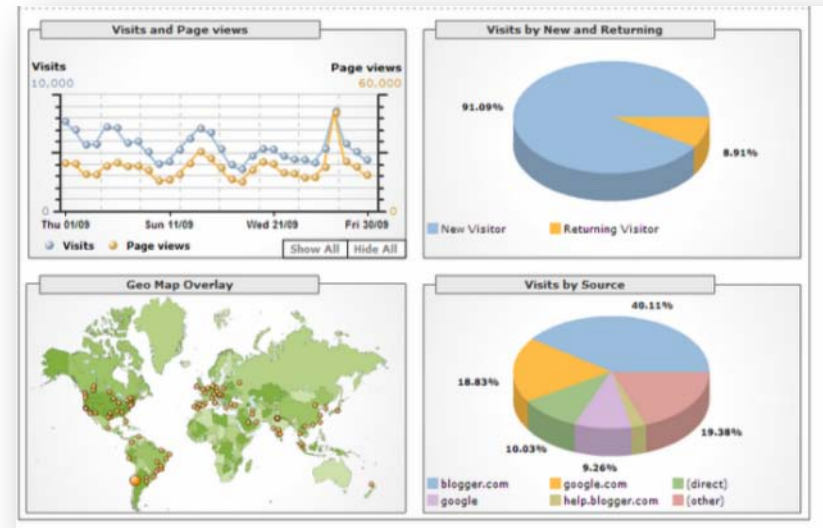 Visits and Page views
Visits
Page views
10,000
60,000
0
0
Thu 01/09
Sun 11/09
Wed 21/09
Fri 30/09
Visits
Page views
Show All
Hide All
Visits by New and Returning
91.09%
8.91%
New Visitor
Returning Visitor
Geo Map Overlay
Visits by Source
40.11%
18.83%
10.03%
9.26%
19.38%
blogger.com
google.com
(direct)
google
help.blogger.com
(other)